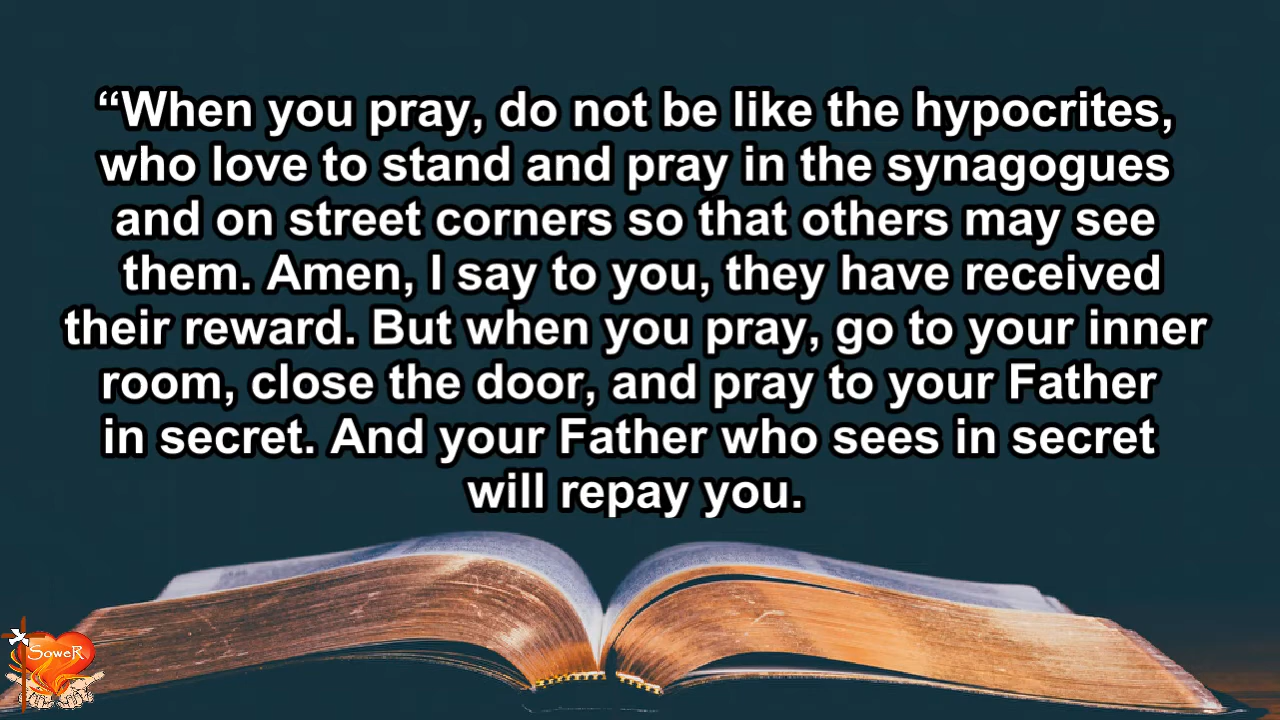 “When you pray, do not be like the hypocrites,
who love to stand and pray in the synagogues
and on street corners so that others may see
them. Amen, I say to you, they have received
their reward. But when you pray, go to your inner
room, close the door, and pray to your Father
in secret. And your Father who sees in secret
will repay you.
SoweR